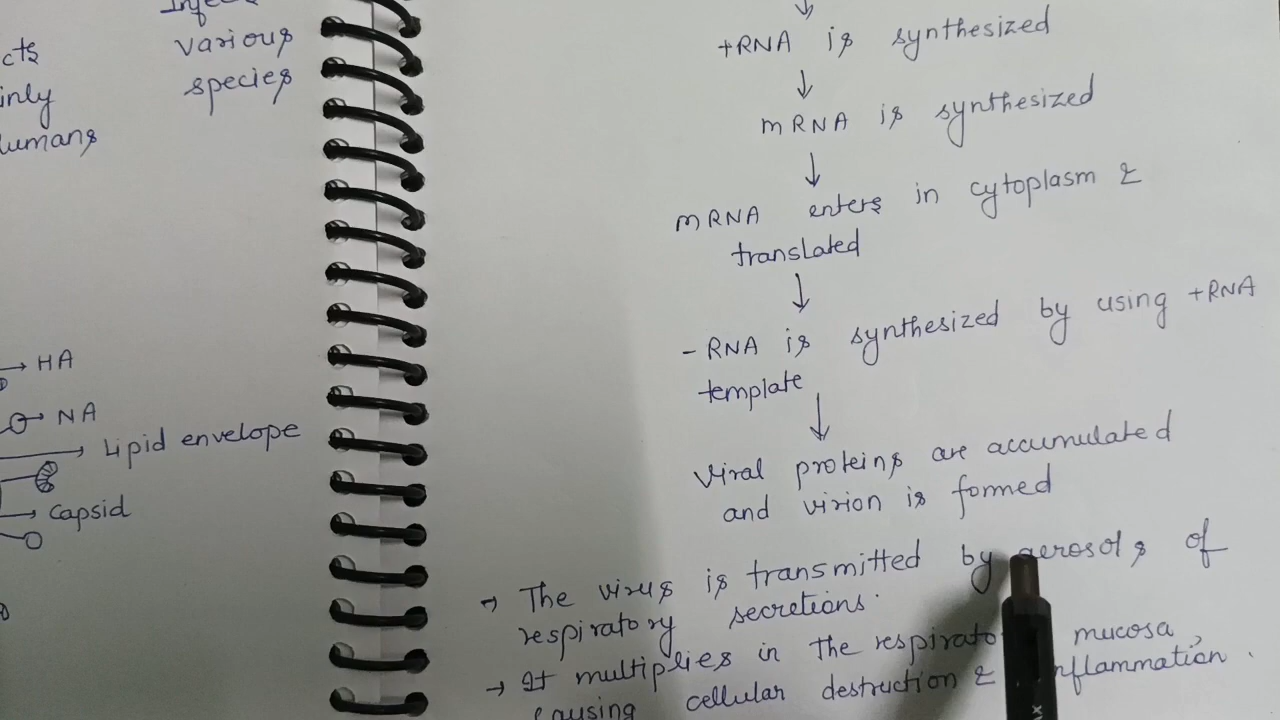 various
species
cts
inly
umans
→ HA
→ NA
→ Lipid envelope
→ Capsid
↓
+RNA is synthesized
↓
mRNA is synthesized
↓
mRNA enters in cytoplasm &
translated
↓
- RNA is synthesized by using +RNA
template
↓
Viral proteins are accumulated
and virion is formed
→ The virus is transmitted by aerosols of
respiratory secretions.
→ It multiplies in the respirato mucosa,
causing cellular destruction & nflammation.